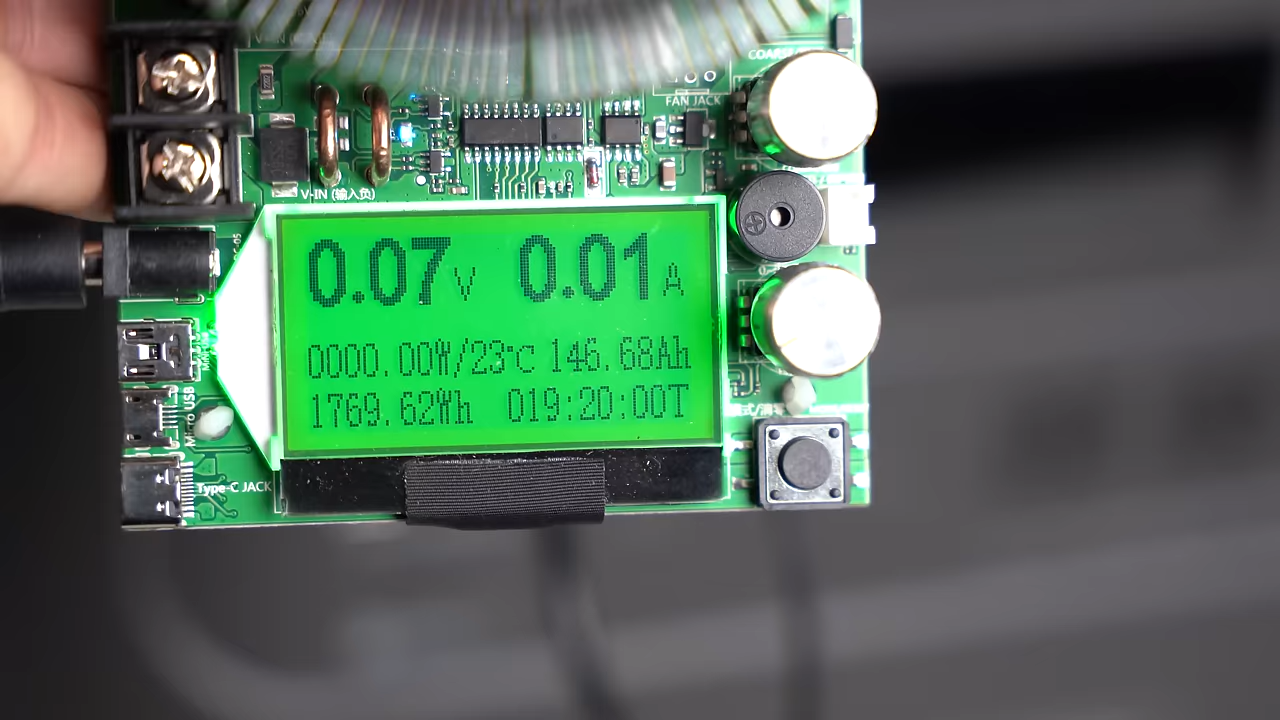 FAN JACK
V-IN (输入负)
0.07V 0.01A
0000.00W/23℃ 146.68Ah
1769.62Wh 019:20:00T
Micro USB
Type-C JACK